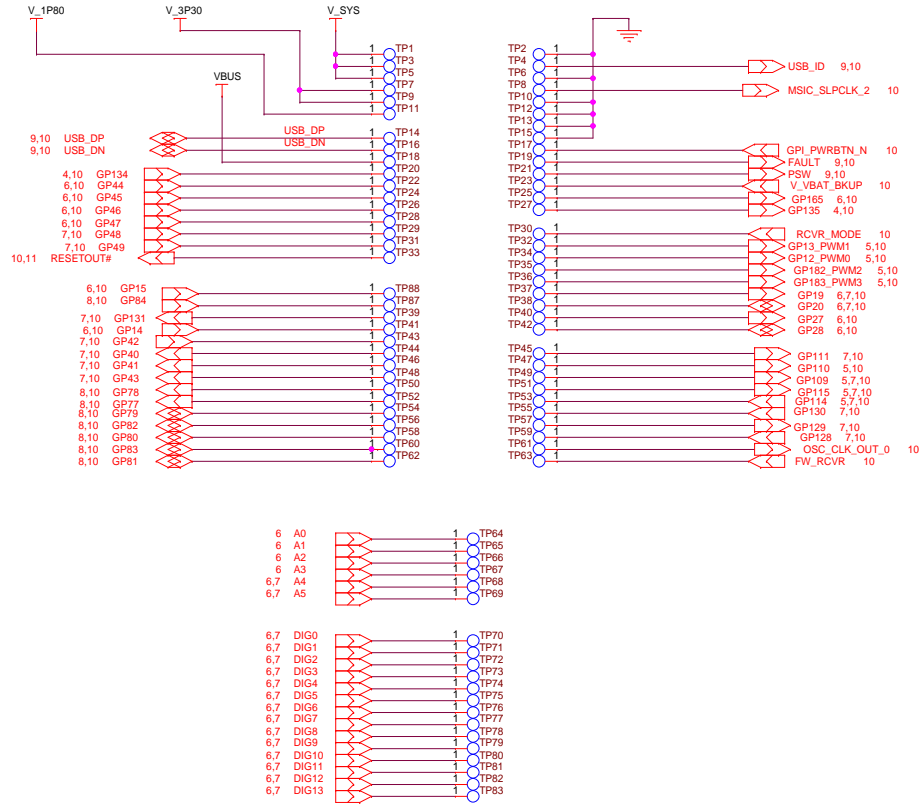 V_1P80 V_3P30 V_SYS
VBUS
1 TP1
1 TP3
1 TP5
1 TP7
1 TP9
1 TP11
USB_DP
USB_DN
9,10 USB_DP 1 TP14
9,10 USB_DN 1 TP16
1 TP18
4,10 GP134 1 TP20
6,10 GP44 1 TP22
6,10 GP45 1 TP24
6,10 GP46 1 TP26
6,10 GP47 1 TP28
7,10 GP48 1 TP29
7,10 GP49 1 TP31
10,11 RESETOUT# 1 TP33
6,10 GP15 1 TP88
8,10 GP84 1 TP87
7,10 GP131 1 TP39
6,10 GP14 1 TP41
7,10 GP42 1 TP43
7,10 GP40 1 TP44
7,10 GP41 1 TP46
7,10 GP43 1 TP48
8,10 GP78 1 TP50
8,10 GP77 1 TP52
8,10 GP79 1 TP54
8,10 GP82 1 TP56
8,10 GP80 1 TP58
8,10 GP83 1 TP60
8,10 GP81 1 TP62
TP2 1
TP4 1 USB_ID 9,10
TP6 1
TP8 1 MSIC_SLPCLK_2 10
TP10 1
TP12 1
TP13 1
TP15 1
TP17 1 GPI_PWRBTN_N 10
TP19 1 FAULT 9,10
TP21 1 PSW 9,10
TP23 1 V_VBAT_BKUP 10
TP25 1 GP165 6,10
TP27 1 GP135 4,10
TP30 1 RCVR_MODE 10
TP32 1 GP13_PWM1 5,10
TP34 1 GP12_PWM0 5,10
TP35 1 GP182_PWM2 5,10
TP36 1 GP183_PWM3 5,10
TP37 1 GP19 6,7,10
TP38 1 GP20 6,7,10
TP40 1 GP27 6,10
TP42 1 GP28 6,10
TP45 1 GP111 7,10
TP47 1 GP110 5,10
TP49 1 GP109 5,7,10
TP51 1 GP115 5,7,10
TP53 1 GP114 5,7,10
TP55 1 GP130 7,10
TP57 1 GP129 7,10
TP59 1 GP128 7,10
TP61 1 OSC_CLK_OUT_0 10
TP63 1 FW_RCVR 10
6 A0 1 TP64
6 A1 1 TP65
6 A2 1 TP66
6 A3 1 TP67
6,7 A4 1 TP68
6,7 A5 1 TP69
6,7 DIG0 1 TP70
6,7 DIG1 1 TP71
6,7 DIG2 1 TP72
6,7 DIG3 1 TP73
6,7 DIG4 1 TP74
6,7 DIG5 1 TP75
6,7 DIG6 1 TP76
6,7 DIG7 1 TP77
6,7 DIG8 1 TP78
6,7 DIG9 1 TP79
6,7 DIG10 1 TP80
6,7 DIG11 1 TP81
6,7 DIG12 1 TP82
6,7 DIG13 1 TP83